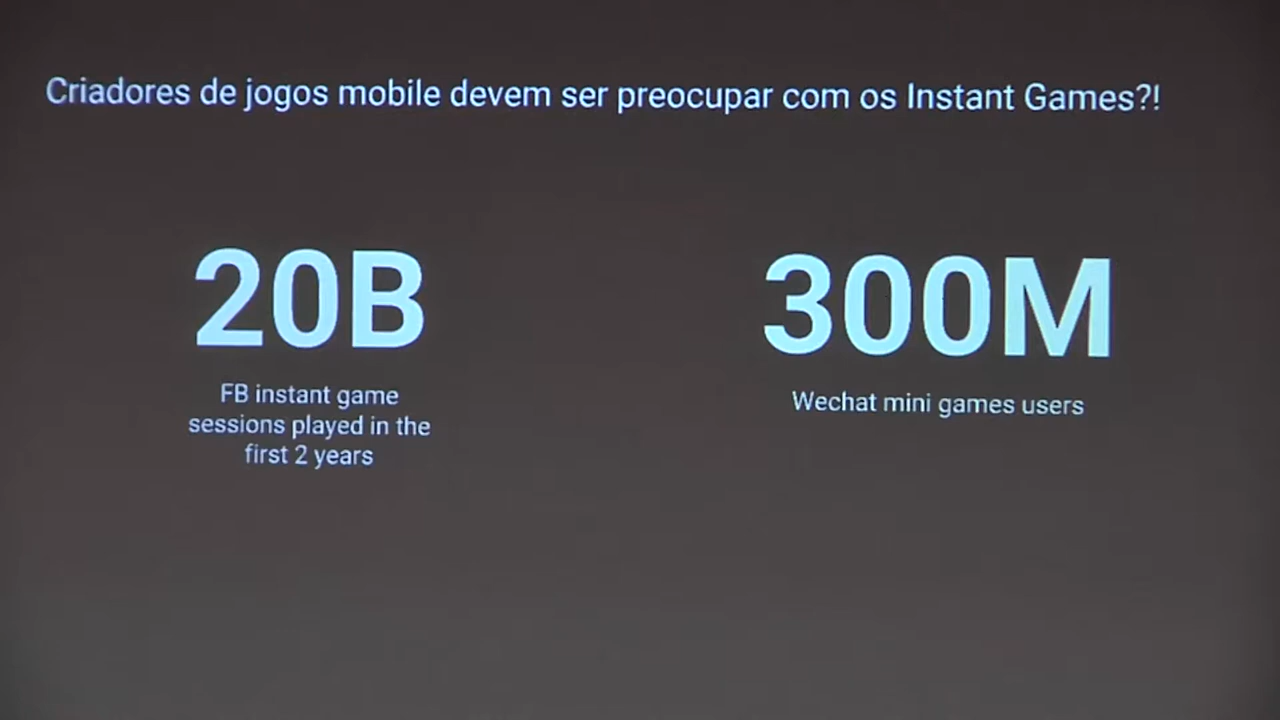 Criadores de jogos mobile devem ser preocupar com os Instant Games?!
20B
300M
FB instant game
sessions played in the
first 2 years
Wechat mini games users